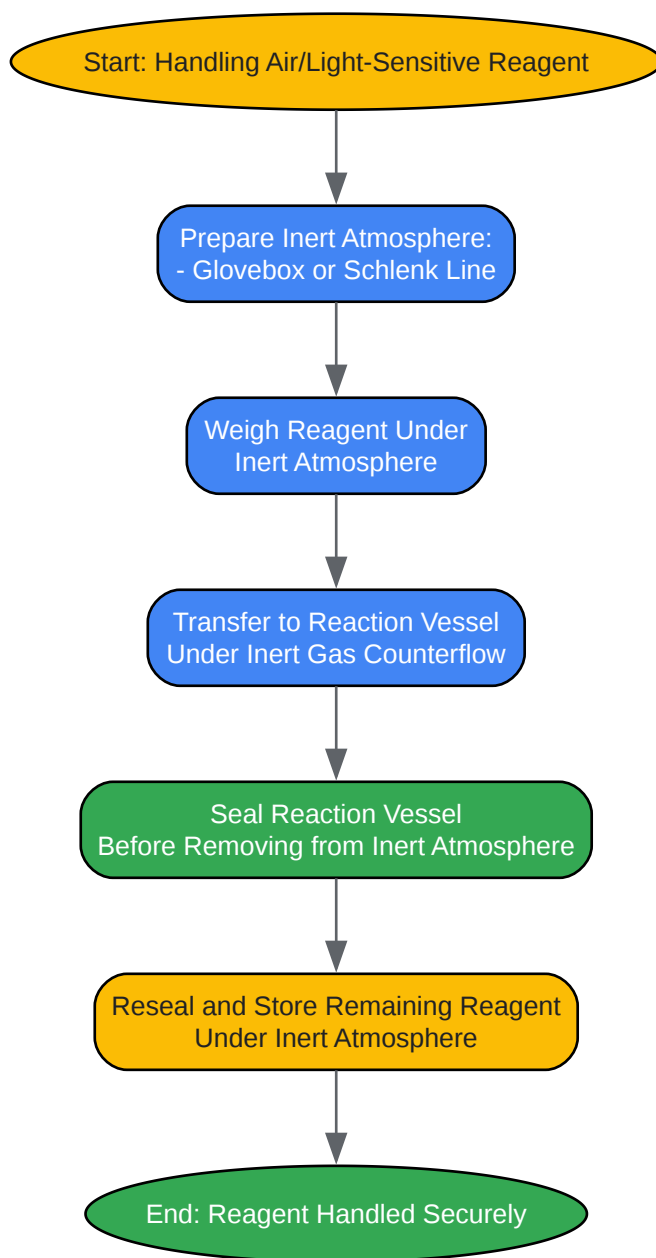 Start: Handling Air/Light-Sensitive Reagent
Prepare Inert Atmosphere:
- Glovebox or Schlenk Line
Weigh Reagent Under
Inert Atmosphere
Transfer to Reaction Vessel
Under Inert Gas Counterflow
Seal Reaction Vessel
Before Removing from Inert Atmosphere
Reseal and Store Remaining Reagent
Under Inert Atmosphere
End: Reagent Handled Securely